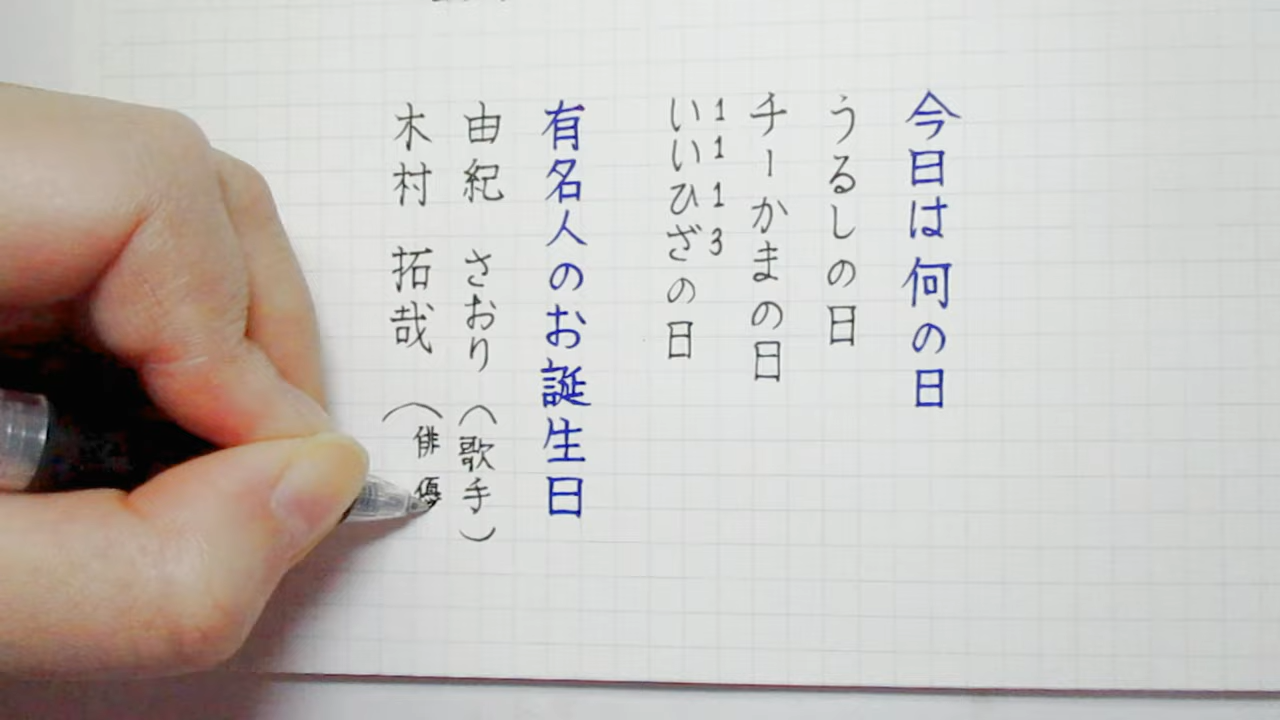 今日は何の日
うるしの日
チーかまの日
1113
いいひざの日
有名人のお誕生日
由紀 さおり (歌手)
木村 拓哉 (俳優